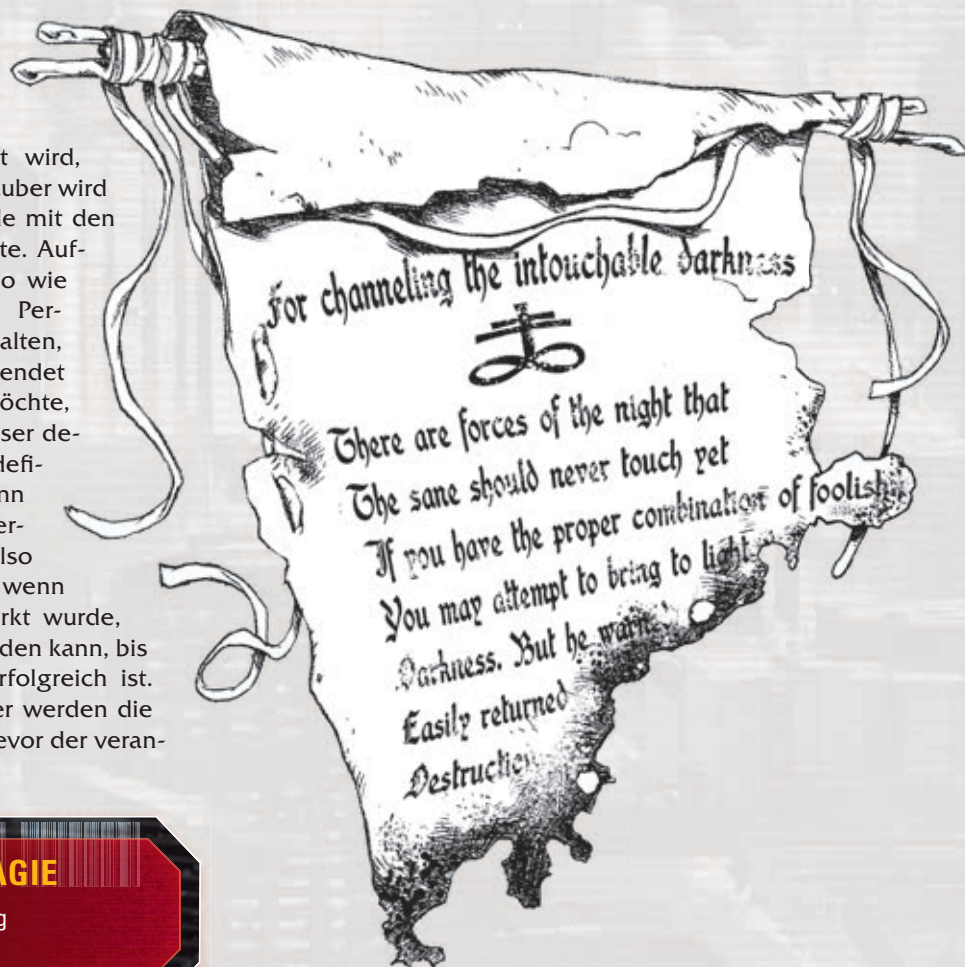 t wird,
uber wird
le mit den
te. Auf-
o wie
Per-
alten,
endet
öchte,
ser de-
defi-
nn
er-
lso
wenn
rkt wurde,
den kann, bis
rfolgreich ist.
er werden die
evor der veran-
For channeling the intouchable darkness
There are forces of the night that
The sane should never touch yet
If you have the proper combination of foolish
You may attempt to bring to light
Darkness. But be warn
Easily returned
Destruction
AGIE
g